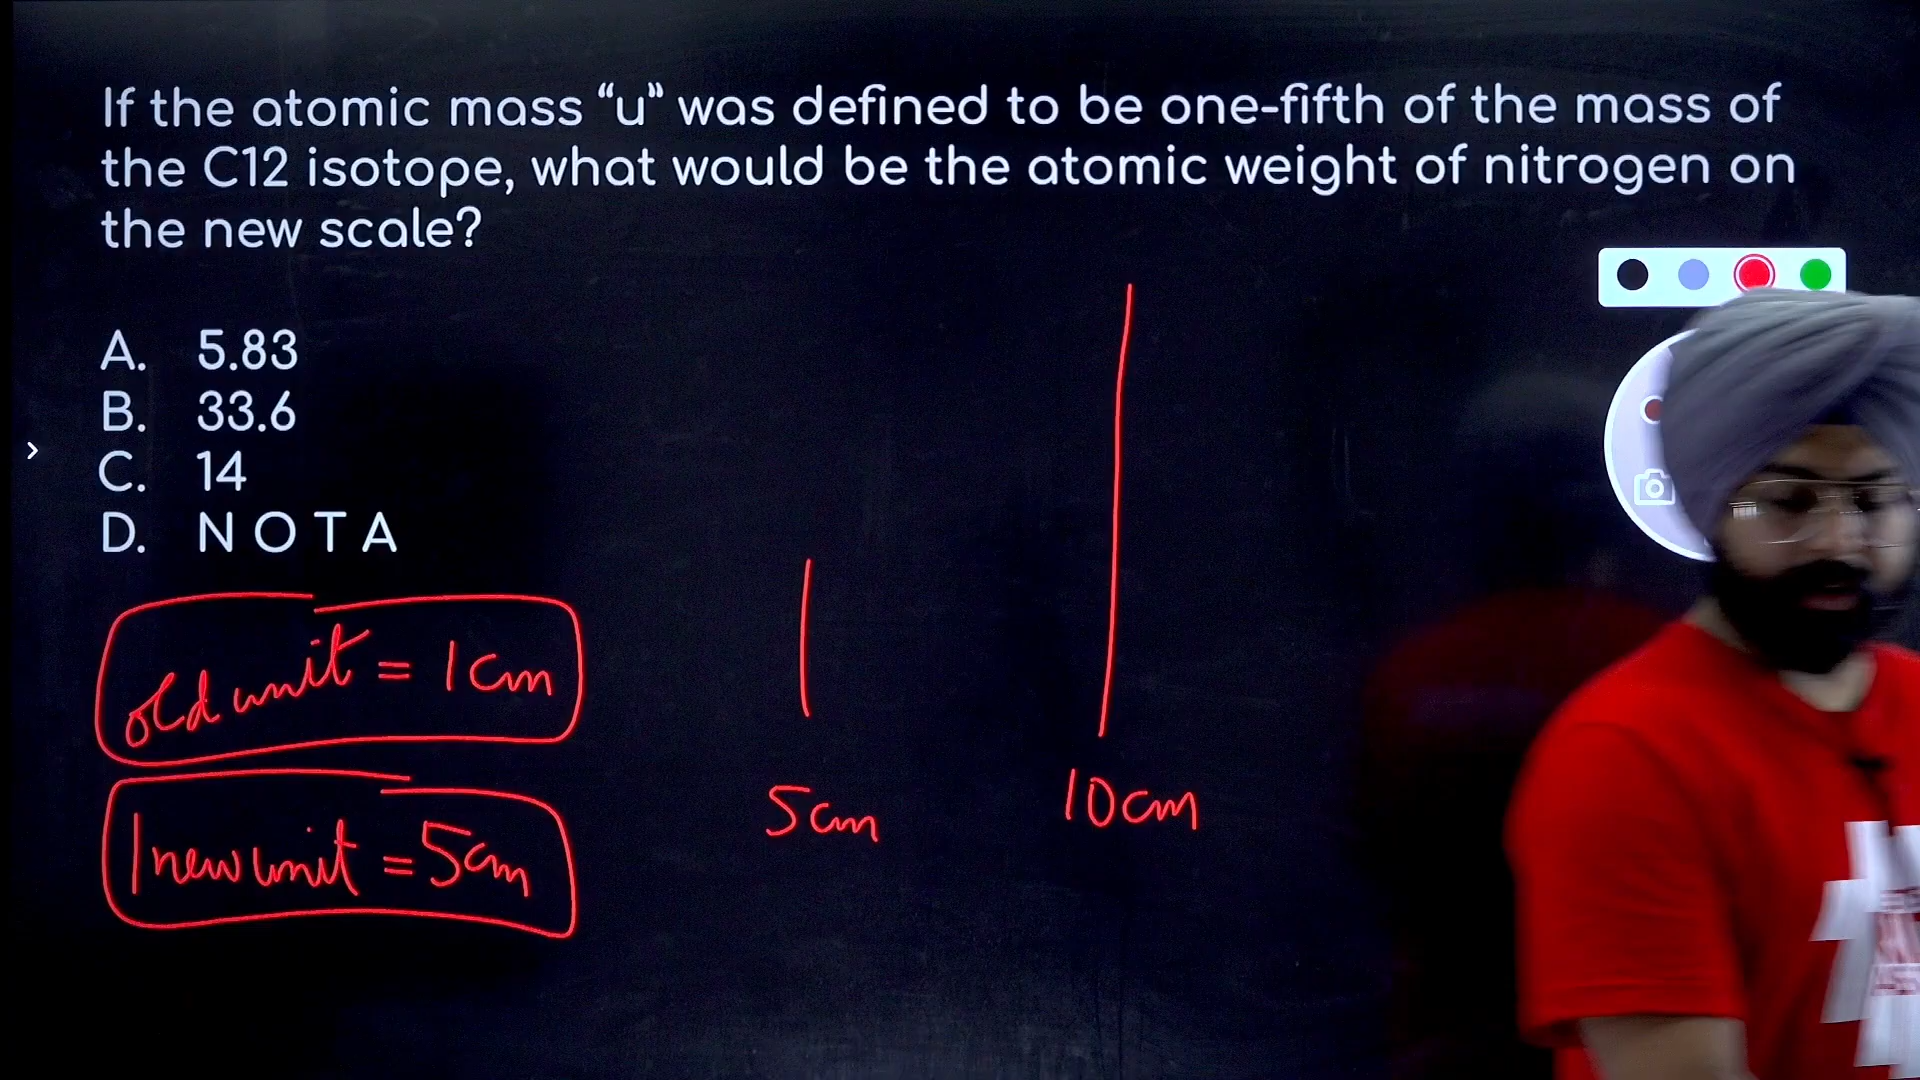 If the atomic mass “u” was defined to be one-fifth of the mass of
the C12 isotope, what would be the atomic weight of nitrogen on
the new scale?
A. 5.83
B. 33.6
C. 14
D. N O T A
old unit = 1cm
1 new unit = 5cm
5cm
10cm